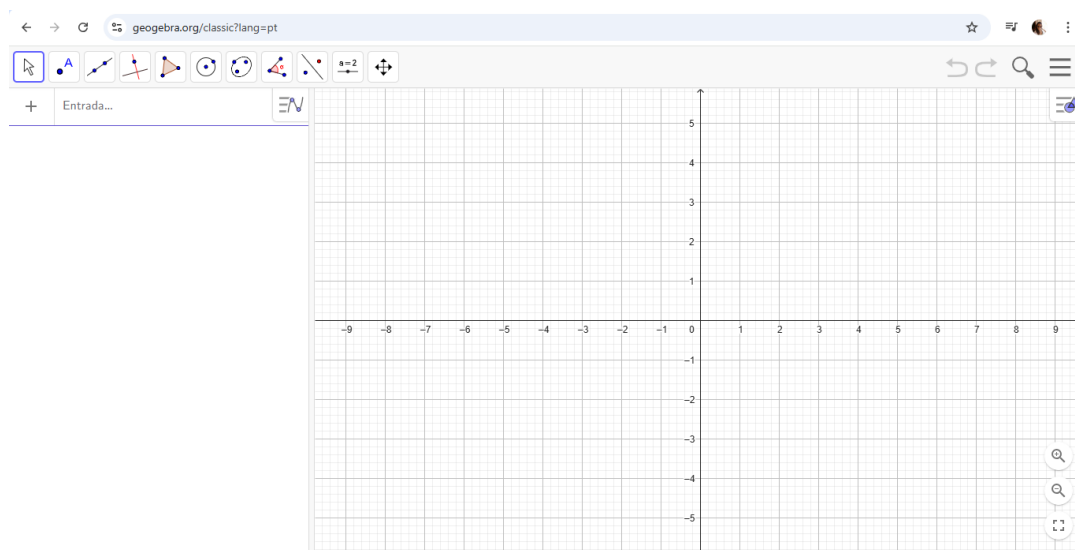 geogebra.org/classic?lang=pt
A
a=2
+ Entrada...
5
4
3
2
1
–9 –8 –7 –6 –5 –4 –3 –2 –1 0 1 2 3 4 5 6 7 8 9
–1
–2
–3
–4
–5